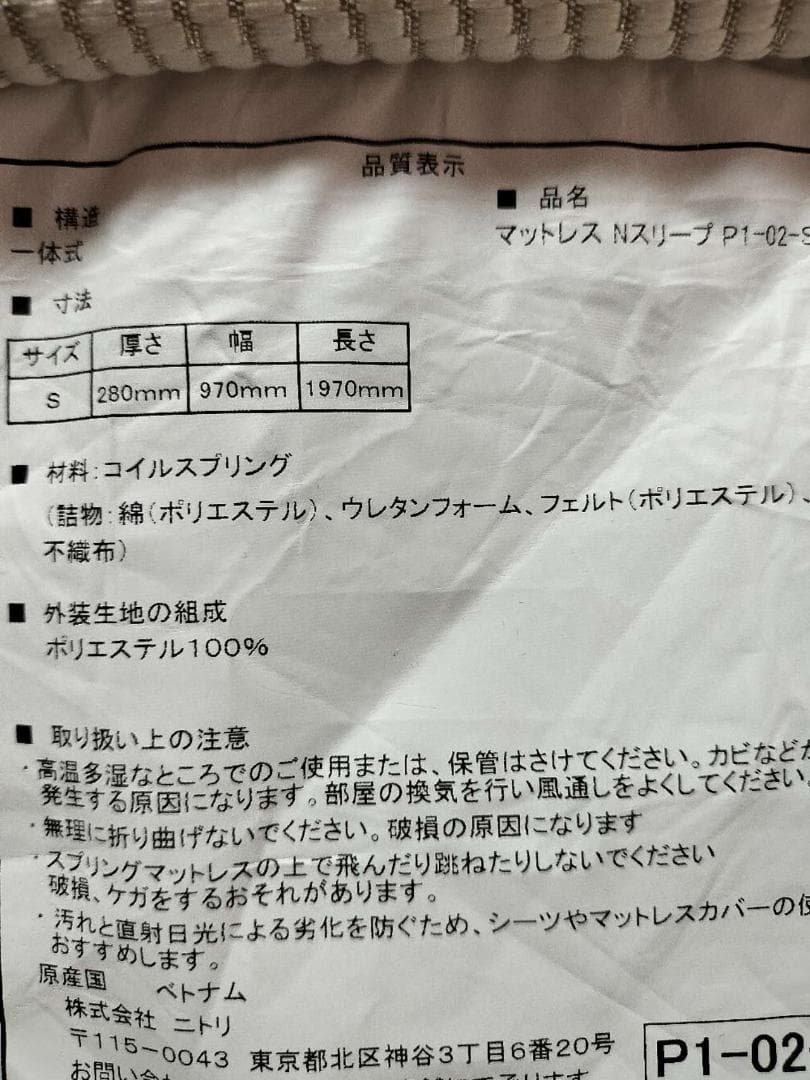 品質表示
■ 構造
一体式
■ 品名
マットレス Nスリープ P1-02-S
■ 寸法
サイズ 厚さ 幅 長さ
S 280mm 970mm 1970mm
■ 材料:コイルスプリング
(詰物:綿(ポリエステル)、ウレタンフォーム、フェルト(ポリエステル)、
不織布)
■ 外装生地の組成
ポリエステル100%
■ 取り扱い上の注意
・高温多湿なところでのご使用または、保管はさけてください。カビなどが
発生する原因になります。部屋の換気を行い風通しをよくしてください。
・無理に折り曲げないでください。破損の原因になります
・スプリングマットレスの上で飛んだり跳ねたりしないでください
破損、ケガをするおそれがあります。
・汚れと直射日光による劣化を防ぐため、シーツやマットレスカバーの使
おすすめします。
原産国 ベトナム
株式会社 ニトリ
〒115-0043 東京都北区神谷3丁目6番20号
P1-02-
お問い合わ